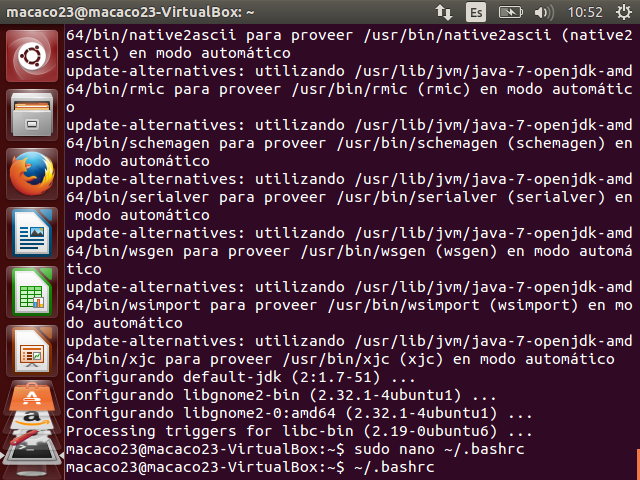 macaco23@macaco23-VirtualBox: ~
Es
10:52
64/bin/native2ascii para proveer /usr/bin/native2ascii (native2
ascii) en modo automático
update-alternatives: utilizando /usr/lib/jvm/java-7-openjdk-amd
64/bin/rmic para proveer /usr/bin/rmic (rmic) en modo automátic
o
update-alternatives: utilizando /usr/lib/jvm/java-7-openjdk-amd
64/bin/schemagen para proveer /usr/bin/schemagen (schemagen) en
 modo automático
update-alternatives: utilizando /usr/lib/jvm/java-7-openjdk-amd
64/bin/serialver para proveer /usr/bin/serialver (serialver) en
 modo automático
update-alternatives: utilizando /usr/lib/jvm/java-7-openjdk-amd
64/bin/wsgen para proveer /usr/bin/wsgen (wsgen) en modo automá
tico
update-alternatives: utilizando /usr/lib/jvm/java-7-openjdk-amd
64/bin/wsimport para proveer /usr/bin/wsimport (wsimport) en mo
do automático
update-alternatives: utilizando /usr/lib/jvm/java-7-openjdk-amd
64/bin/xjc para proveer /usr/bin/xjc (xjc) en modo automático
Configurando default-jdk (2:1.7-51) ...
Configurando libgnome2-bin (2.32.1-4ubuntu1) ...
Configurando libgnome2-0:amd64 (2.32.1-4ubuntu1) ...
Processing triggers for libc-bin (2.19-0ubuntu6) ...
macaco23@macaco23-VirtualBox:~$ sudo nano ~/.bashrc
macaco23@macaco23-VirtualBox:~$ ~/.bashrc